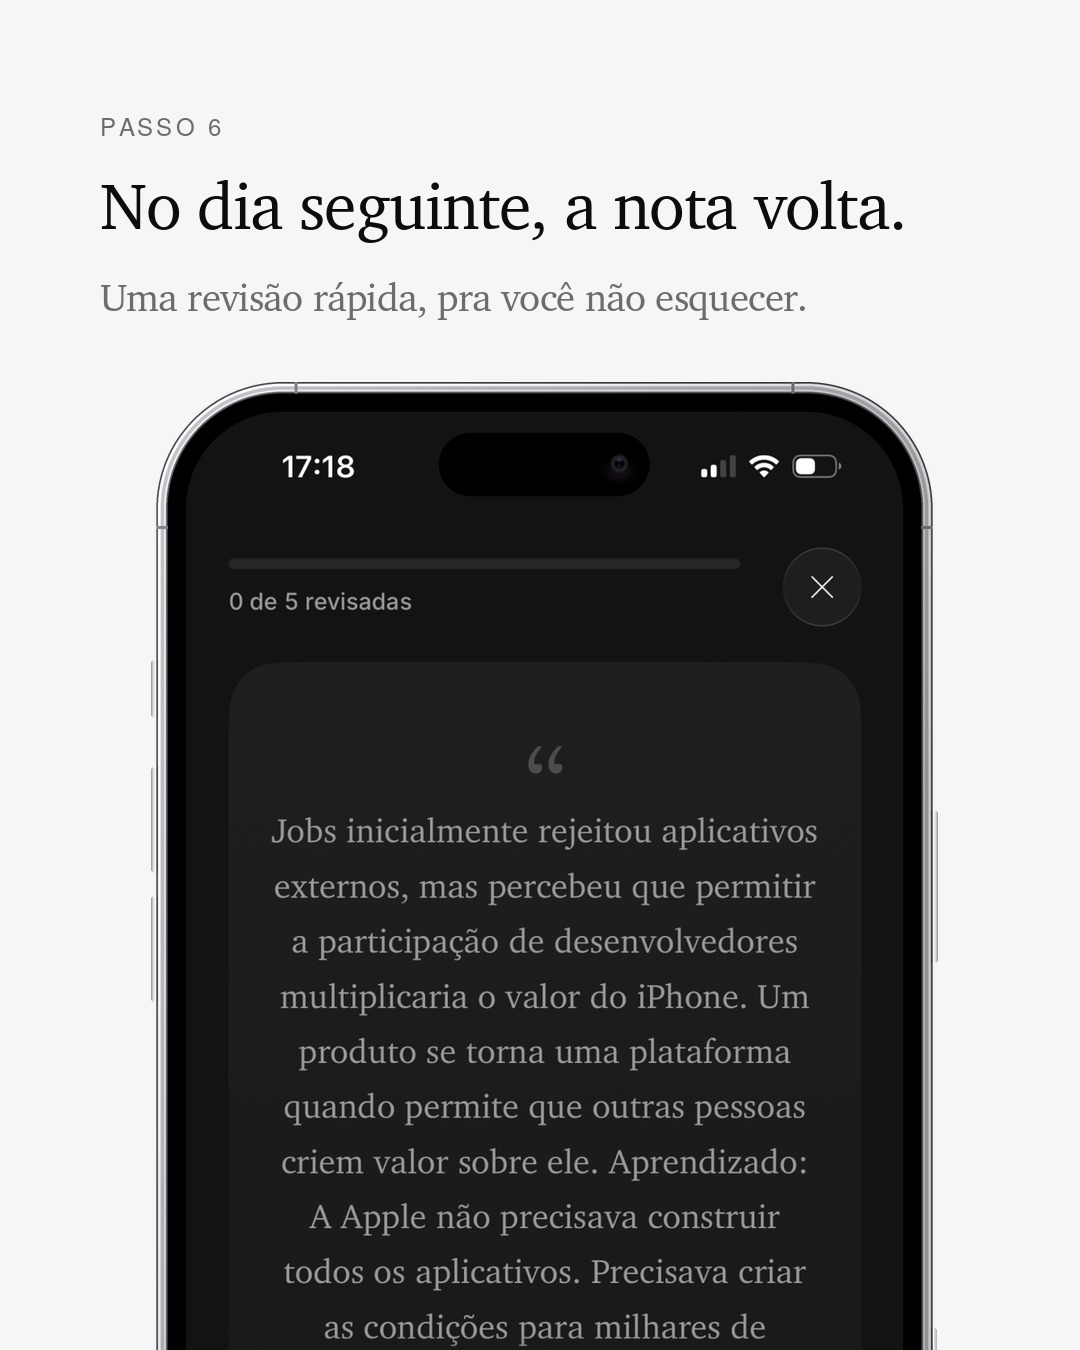 PASSO 6
No dia seguinte, a nota volta.
Uma revisão rápida, pra você não esquecer.
17:18
0 de 5 revisadas
“
Jobs inicialmente rejeitou aplicativos
externos, mas percebeu que permitir
a participação de desenvolvedores
multiplicaria o valor do iPhone. Um
produto se torna uma plataforma
quando permite que outras pessoas
criem valor sobre ele. Aprendizado:
A Apple não precisava construir
todos os aplicativos. Precisava criar
as condições para milhares de